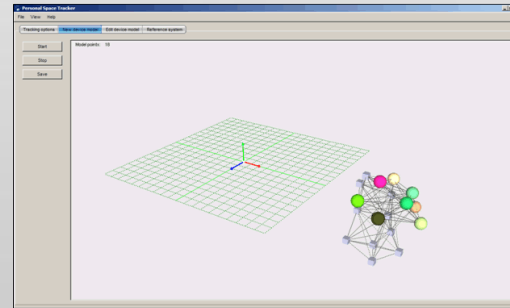 Personal Space Tracker
File View Help
Tracking options New device model Edit device model Reference system
Start
Stop
Save
Model points: 18